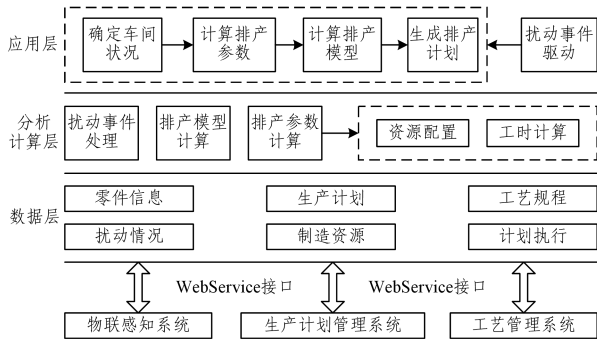 应用层
确定车间
状况
计算排产
参数
计算排产
模型
生成排产
计划
扰动事件
驱动
分析
计算层
扰动事件
处理
排产模型
计算
排产参数
计算
资源配置
工时计算
数据层
零件信息
生产计划
工艺规程
扰动情况
制造资源
计划执行
WebService接口
WebService接口
物联感知系统
生产计划管理系统
工艺管理系统